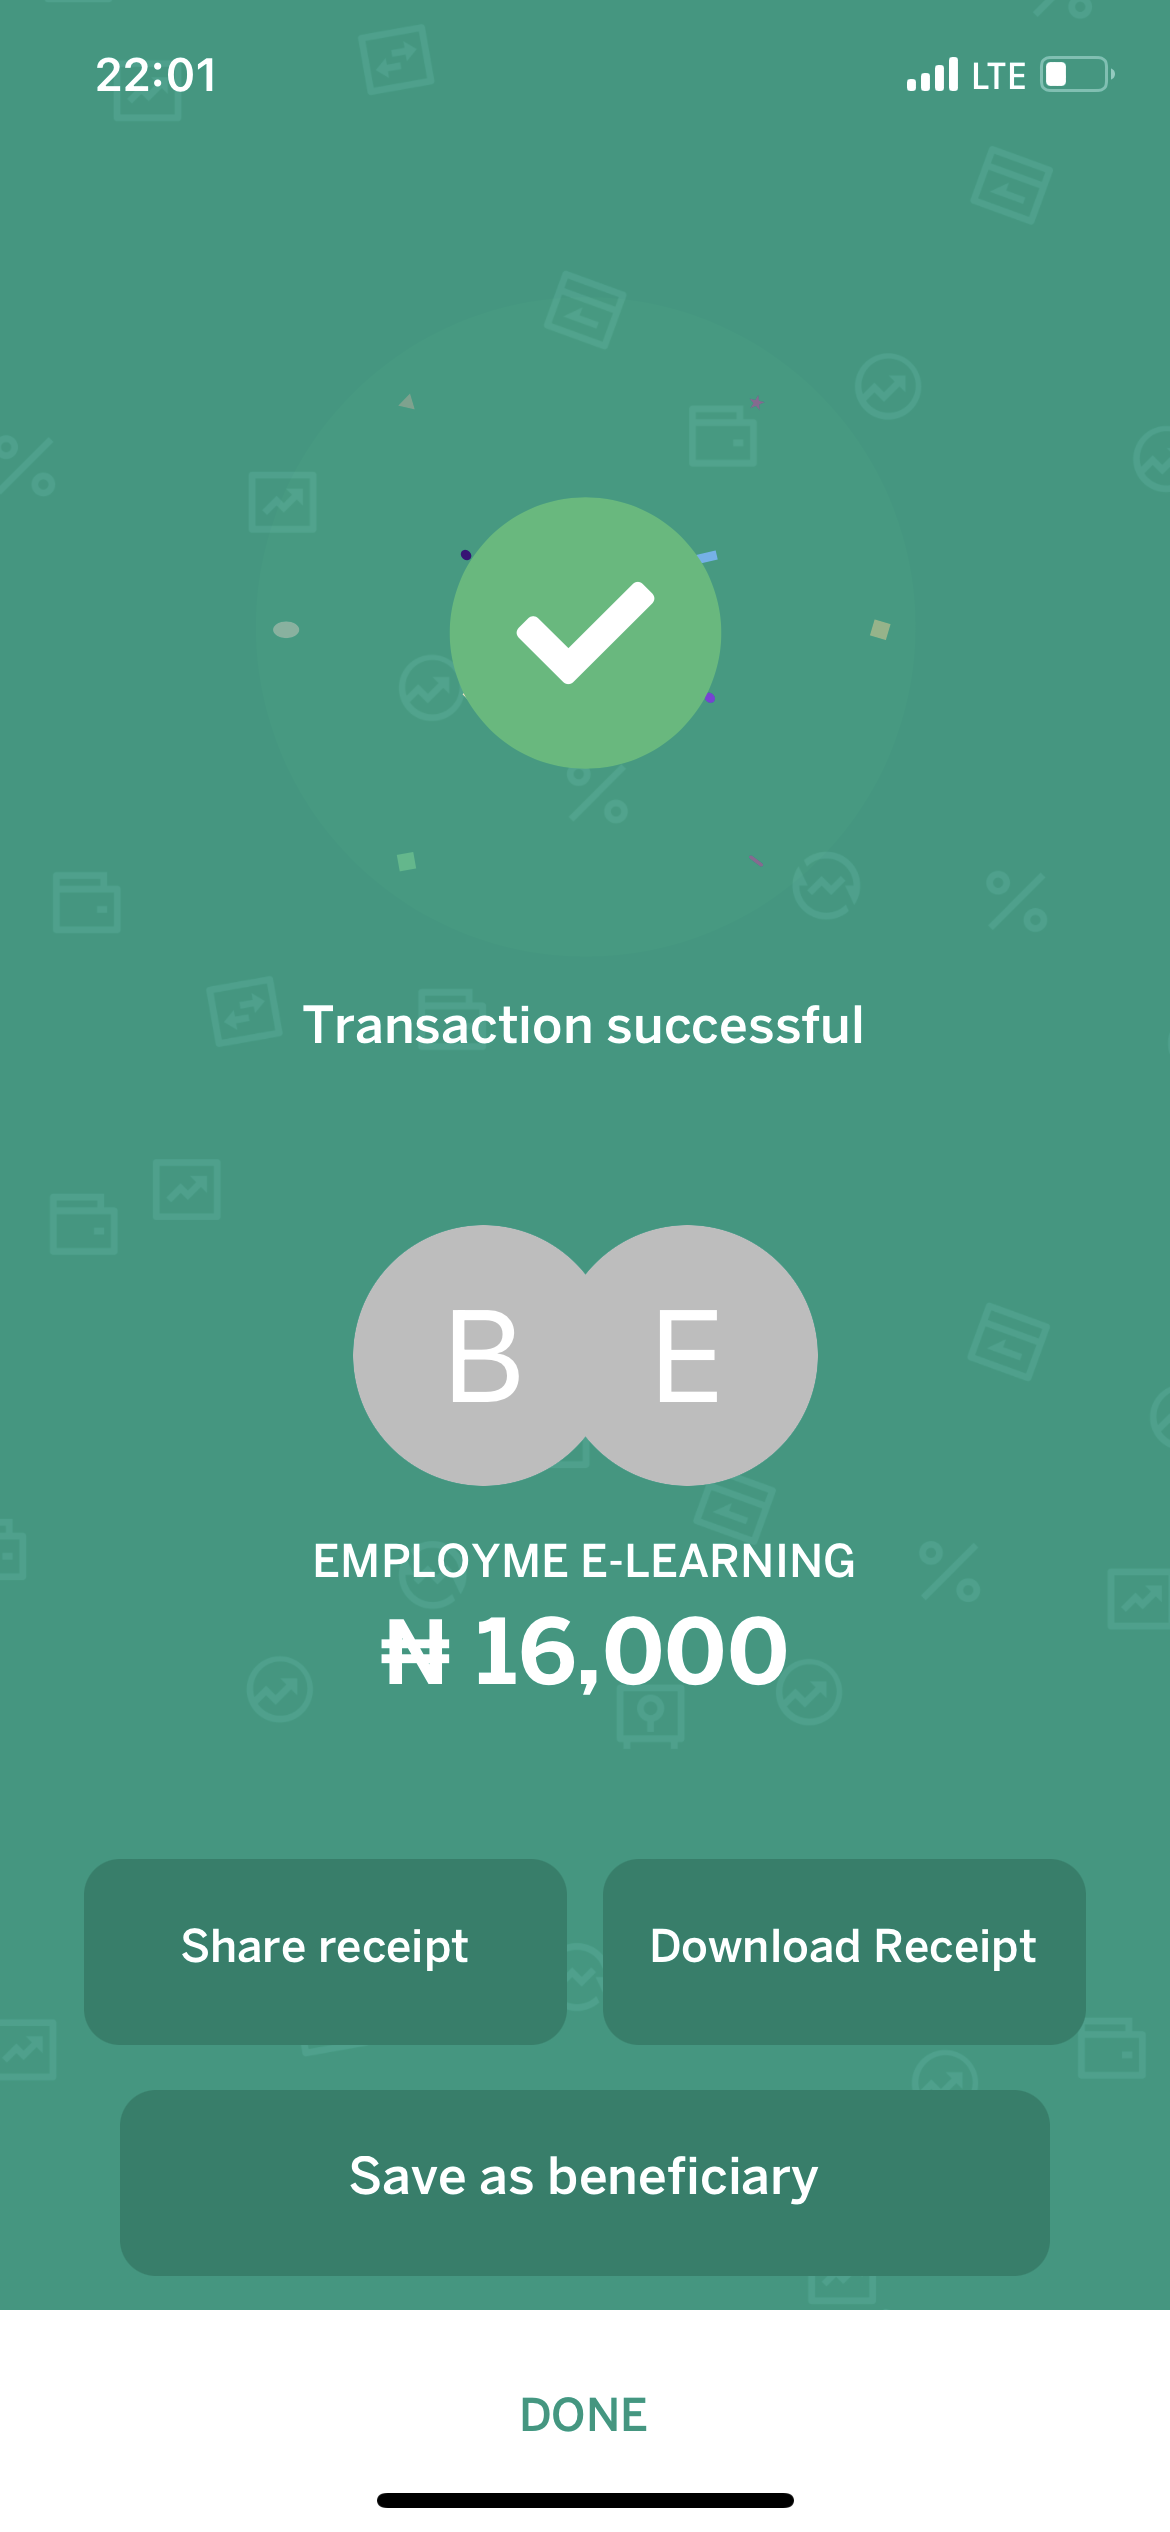 22:01
LTE
Transaction successful
B E
EMPLOYME E-LEARNING
₦ 16,000
Share receipt
Download Receipt
Save as beneficiary
DONE